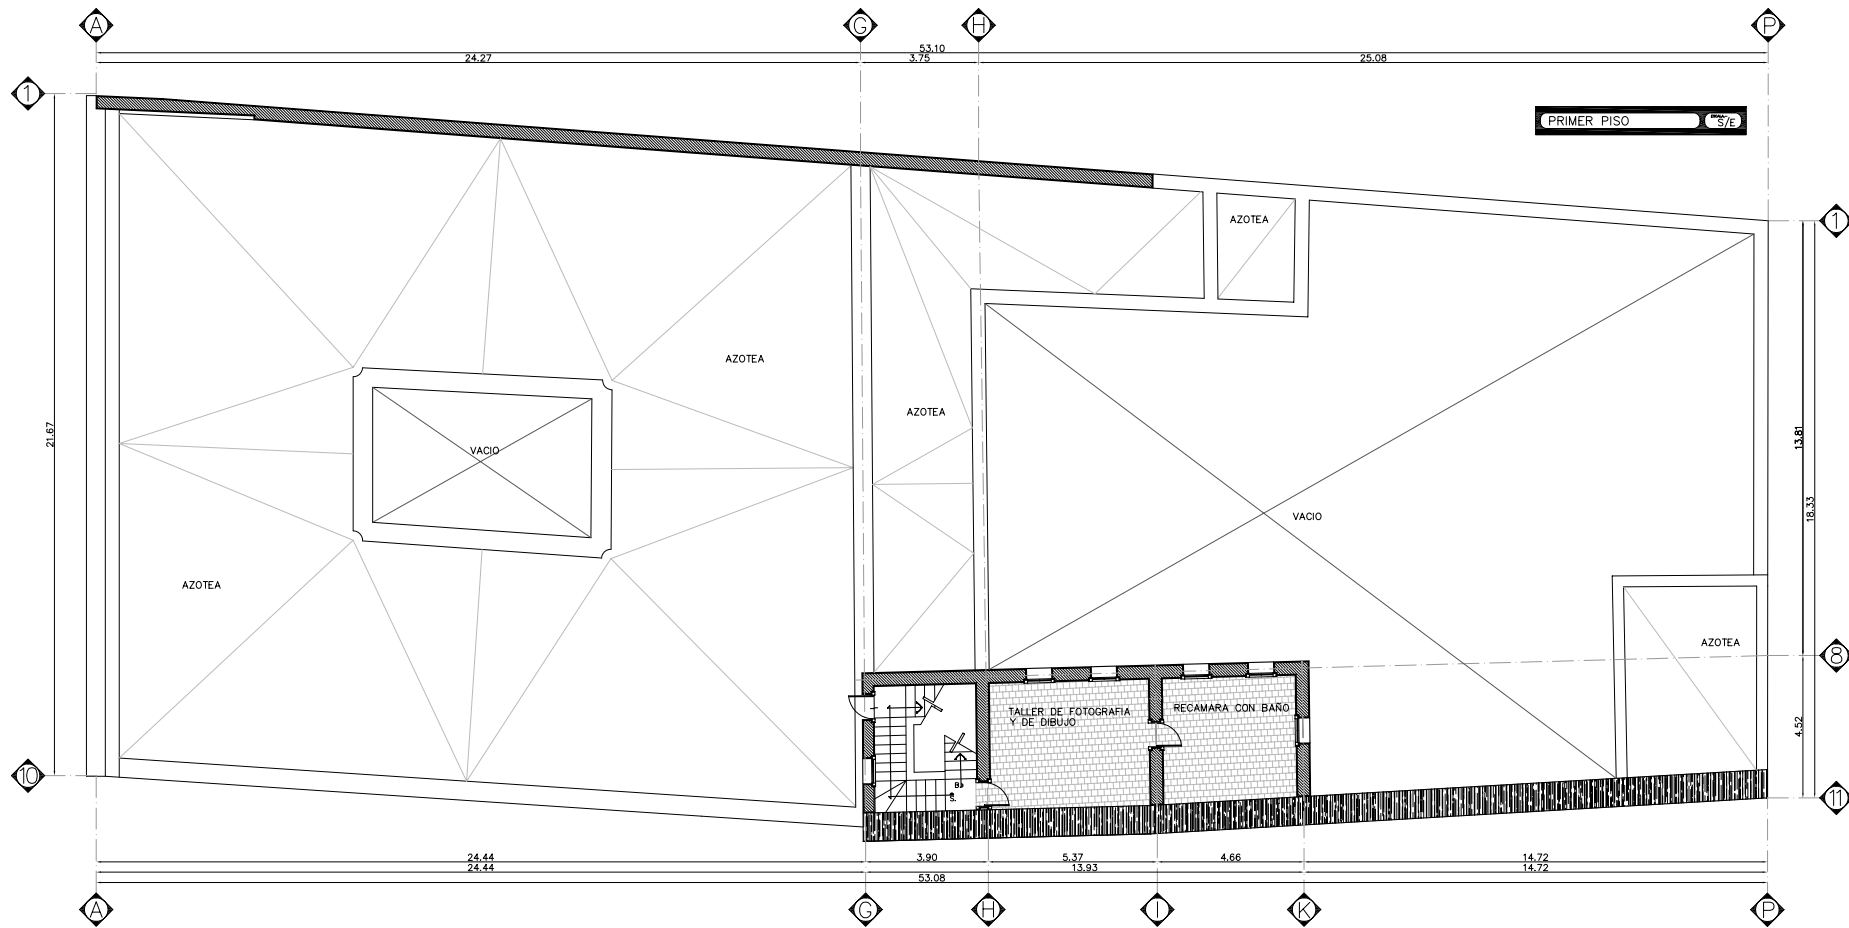 A
G
H
P
53.10
24.27
3.75
25.08
1
PRIMER PISO
S/E
1
AZOTEA
AZOTEA
AZOTEA
21.67
13.81
VACIO
18.33
VACIO
AZOTEA
AZOTEA
8
TALLER DE FOTOGRAFIA
Y DE DIBUJO
RECAMARA CON BAÑO
4.52
10
B.
S.
11
24.44
3.90
5.37
4.66
14.72
24.44
13.93
14.72
53.08
A
G
H
I
K
P